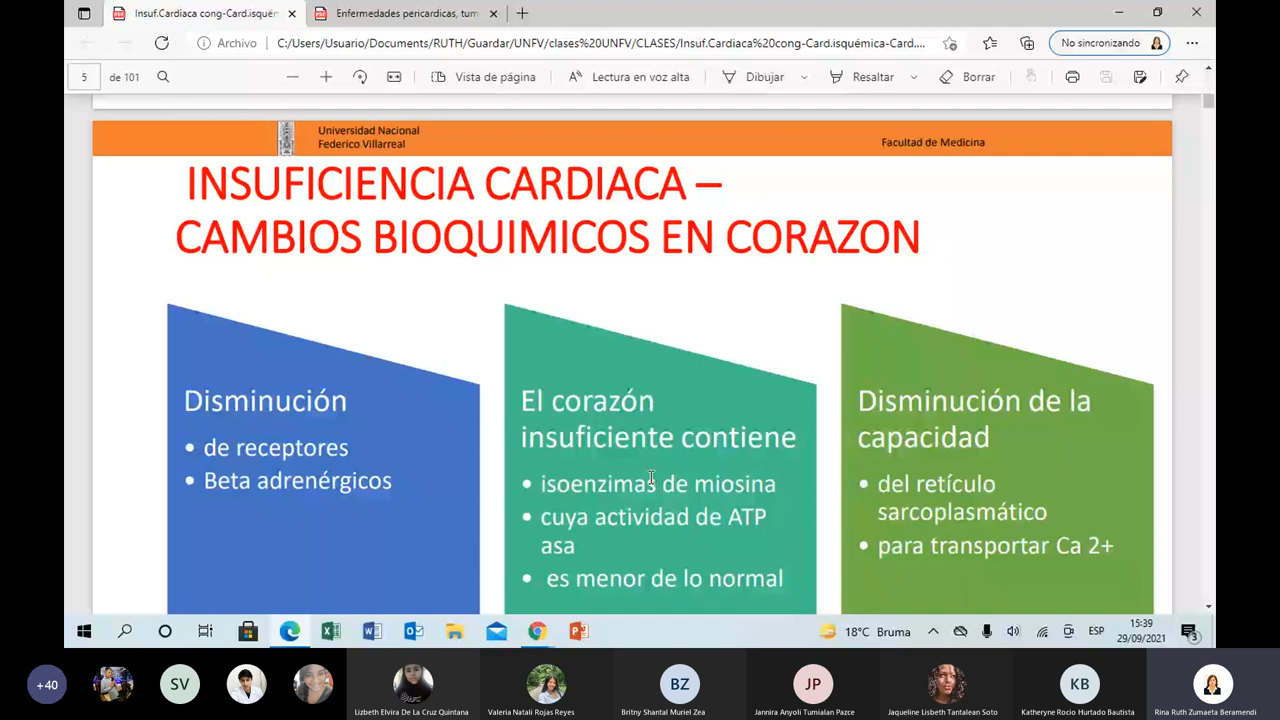 Insuf.Cardiaca cong-Card.isquém
Enfermedades pericardicas, tum
Archivo
C:/Users/Usuario/Documents/RUTH/Guardar/UNFV/clases%20UNFV/CLASES/Insuf.Cardiaca%20cong-Card.isquémica-Card....
No sincronizando
5 de 101
Vista de página
Lectura en voz alta
Dibujar
Resaltar
Borrar
Universidad Nacional
Federico Villarreal
Facultad de Medicina
INSUFICIENCIA CARDIACA –
CAMBIOS BIOQUIMICOS EN CORAZON
Disminución
• de receptores
• Beta adrenérgicos
El corazón
insuficiente contiene
• isoenzimas de miosina
• cuya actividad de ATP
asa
• es menor de lo normal
Disminución de la
capacidad
• del retículo
sarcoplasmático
• para transportar Ca 2+
18°C Bruma
ESP
15:39
29/09/2021
3
+40
SV
BZ
JP
KB
Lizbeth Elvira De La Cruz Quintana
Valeria Natali Rojas Reyes
Britny Shantal Muriel Zea
Jannira Anyoli Tumialan Pazce
Jaqueline Lisbeth Tantalean Soto
Katheryne Rocio Hurtado Bautista
Rina Ruth Zumaeta Beramendi